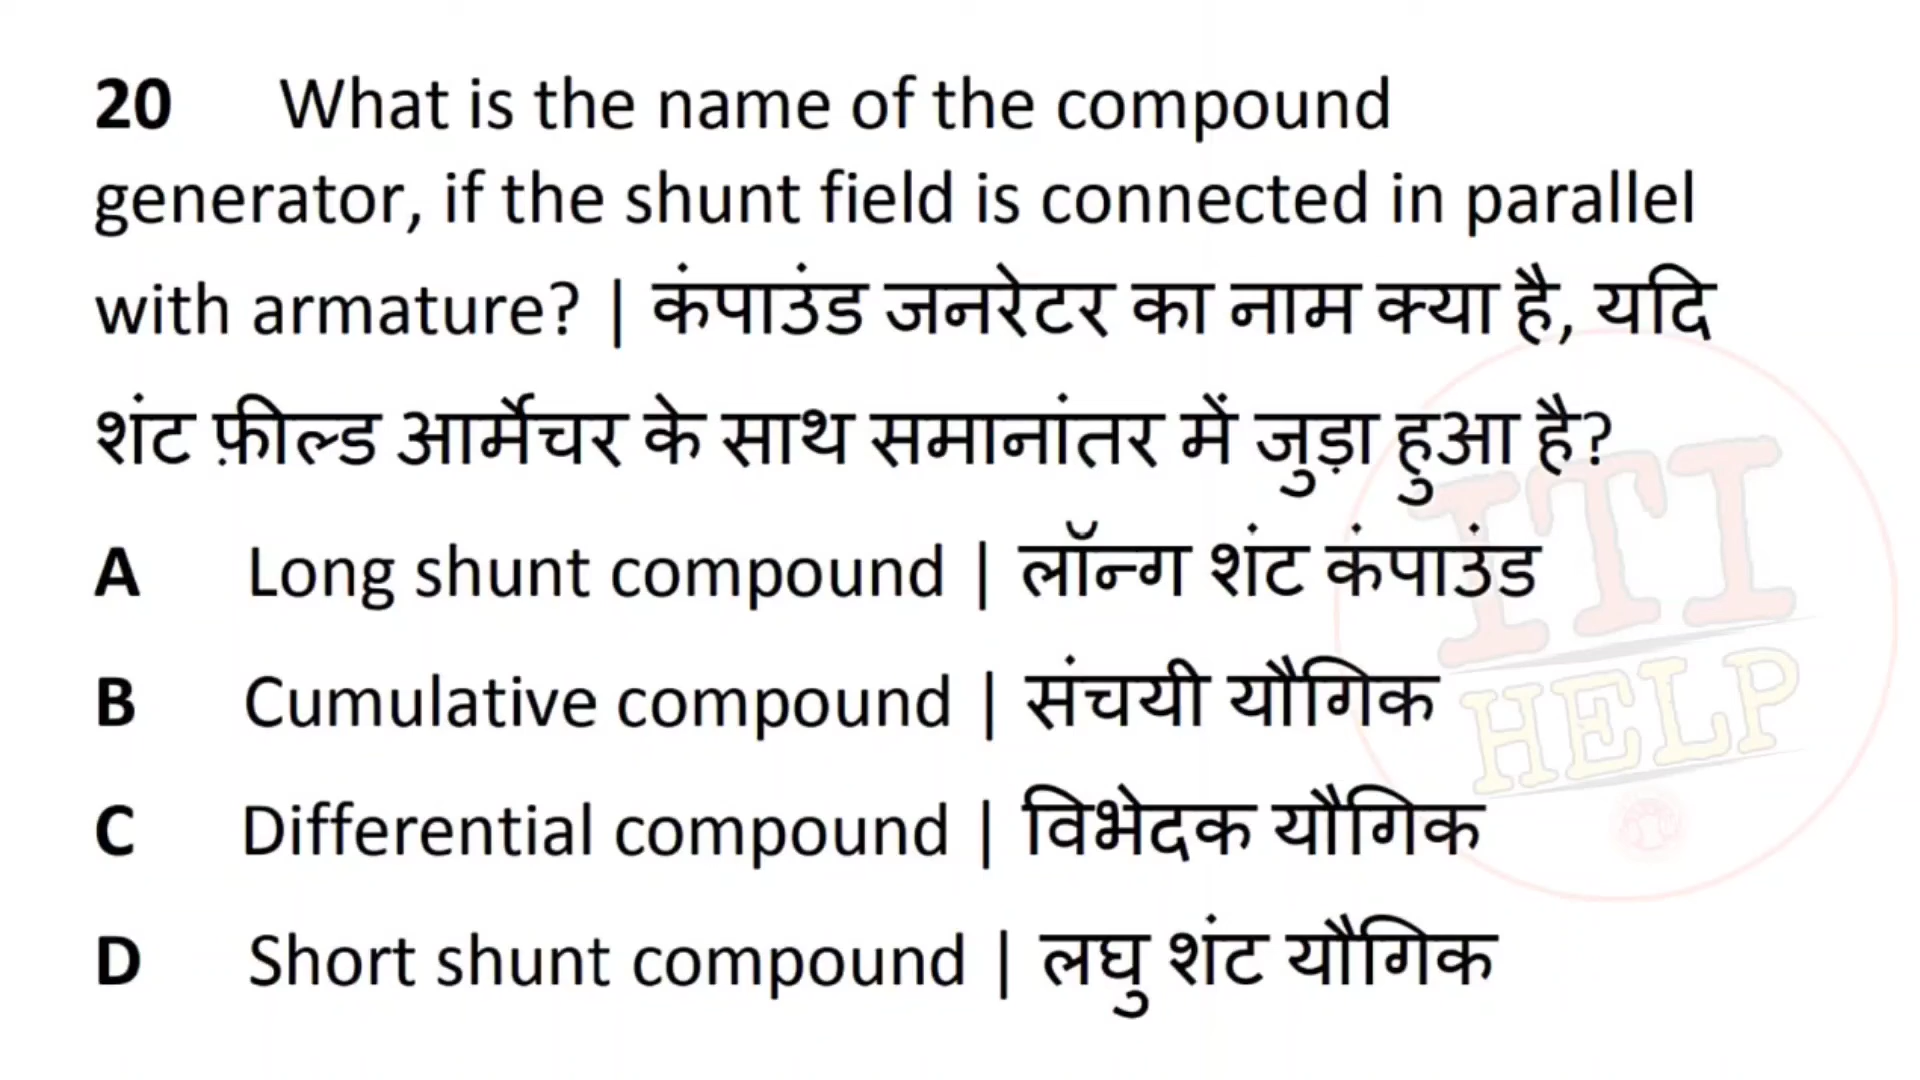 20 What is the name of the compound
generator, if the shunt field is connected in parallel
with armature? | कंपाउंड जनरेटर का नाम क्या है, यदि
शंट फ़ील्ड आर्मेचर के साथ समानांतर में जुड़ा हुआ है?
A Long shunt compound | लॉन्ग शंट कंपाउंड
B Cumulative compound | संचयी यौगिक
C Differential compound | विभेदक यौगिक
D Short shunt compound | लघु शंट यौगिक
ITI
HELP